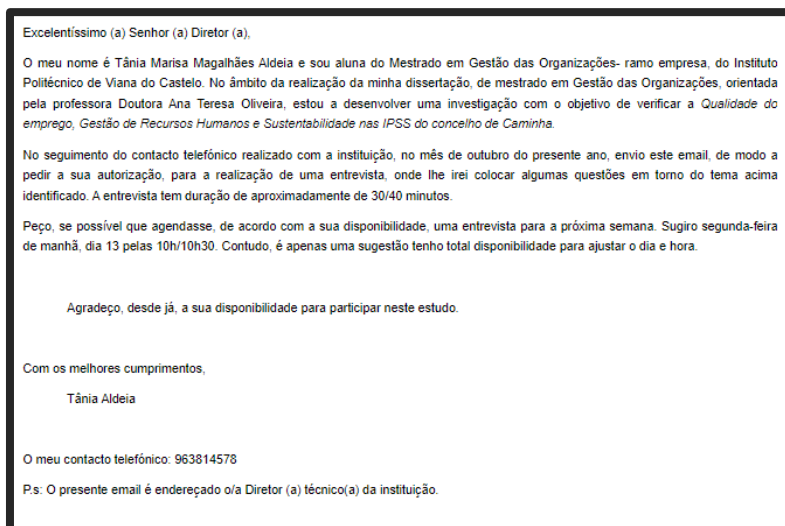 Excelentíssimo (a) Senhor (a) Diretor (a),
O meu nome é Tânia Marisa Magalhães Aldeia e sou aluna do Mestrado em Gestão das Organizações- ramo empresa, do Instituto
Politécnico de Viana do Castelo. No âmbito da realização da minha dissertação, de mestrado em Gestão das Organizações, orientada
pela professora Doutora Ana Teresa Oliveira, estou a desenvolver uma investigação com o objetivo de verificar a Qualidade do
emprego, Gestão de Recursos Humanos e Sustentabilidade nas IPSS do concelho de Caminha.
No seguimento do contacto telefónico realizado com a instituição, no mês de outubro do presente ano, envio este email, de modo a
pedir a sua autorização, para a realização de uma entrevista, onde lhe irei colocar algumas questões em torno do tema acima
identificado. A entrevista tem duração de aproximadamente de 30/40 minutos.
Peço, se possível que agendasse, de acordo com a sua disponibilidade, uma entrevista para a próxima semana. Sugiro segunda-feira
de manhã, dia 13 pelas 10h/10h30. Contudo, é apenas uma sugestão tenho total disponibilidade para ajustar o dia e hora.
Agradeço, desde já, a sua disponibilidade para participar neste estudo.
Com os melhores cumprimentos,
Tânia Aldeia
O meu contacto telefónico: 963814578
P.s: O presente email é endereçado o/a Diretor (a) técnico(a) da instituição.